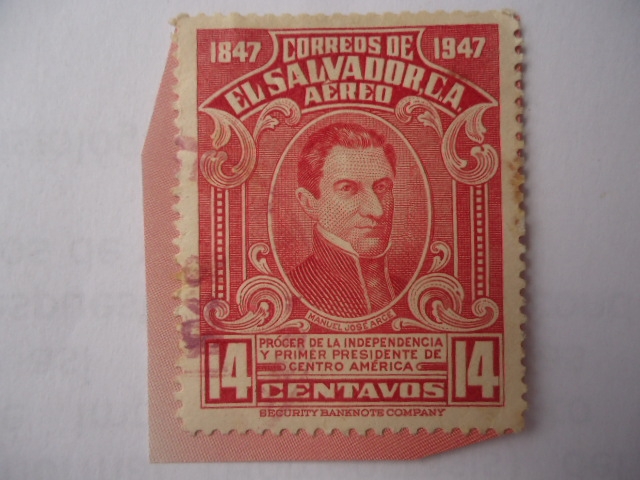 1847 CORREOS DE 1947
EL SALVADOR, C.A.
AÉREO
MANUEL JOSE ARCE
PRÓCER DE LA INDEPENDENCIA
Y PRIMER PRESIDENTE DE
CENTRO AMÉRICA
14 CENTAVOS 14
SECURITY BANKNOTE COMPANY